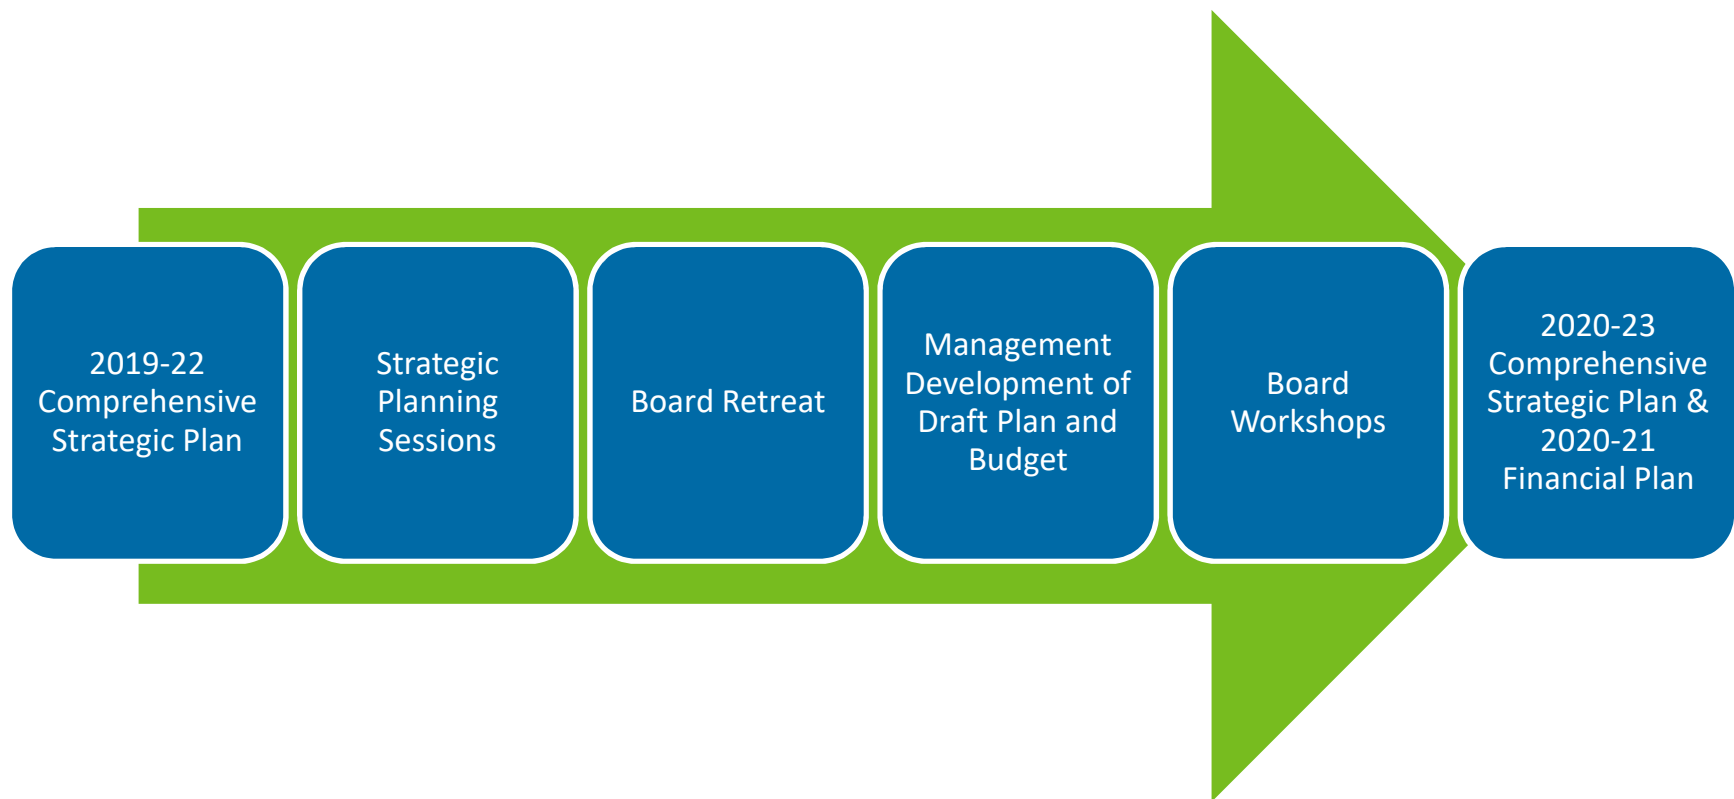 2019-22
Comprehensive
Strategic Plan
Strategic
Planning
Sessions
Board Retreat
Management
Development of
Draft Plan and
Budget
Board
Workshops
2020-23
Comprehensive
Strategic Plan &
2020-21
Financial Plan